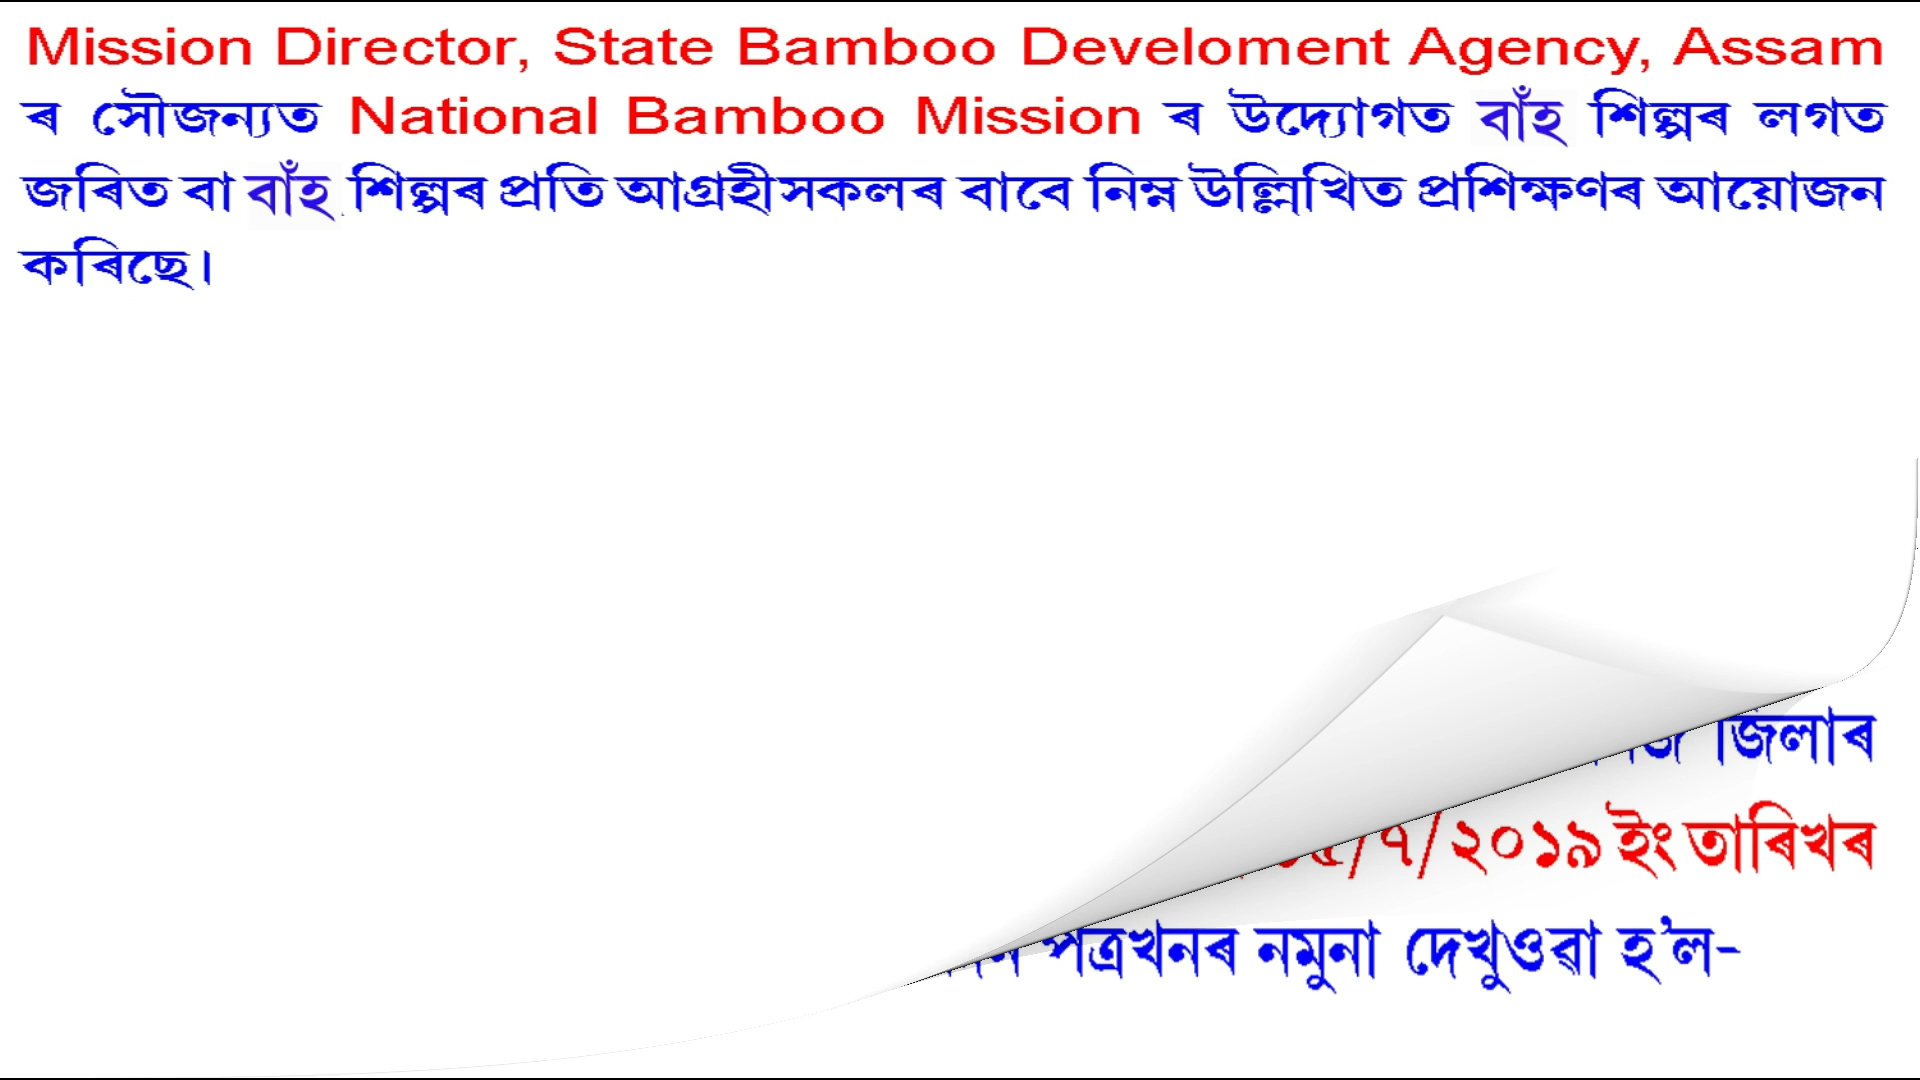 Mission Director, State Bamboo Develoment Agency, Assam
ৰ সৌজন্যত National Bamboo Mission ৰ উদ্যোগত বাঁহ শিল্পৰ লগত
জৰিত বা বাঁহ শিল্পৰ প্ৰতি আগ্ৰহীসকলৰ বাবে নিম্ন উল্লিখিত প্ৰশিক্ষণৰ আয়োজন
কৰিছে।
জিলাৰ
/৭/২০১৯ ইং তাৰিখৰ
পত্ৰখনৰ নমুনা দেখুওৱা হ'ল-